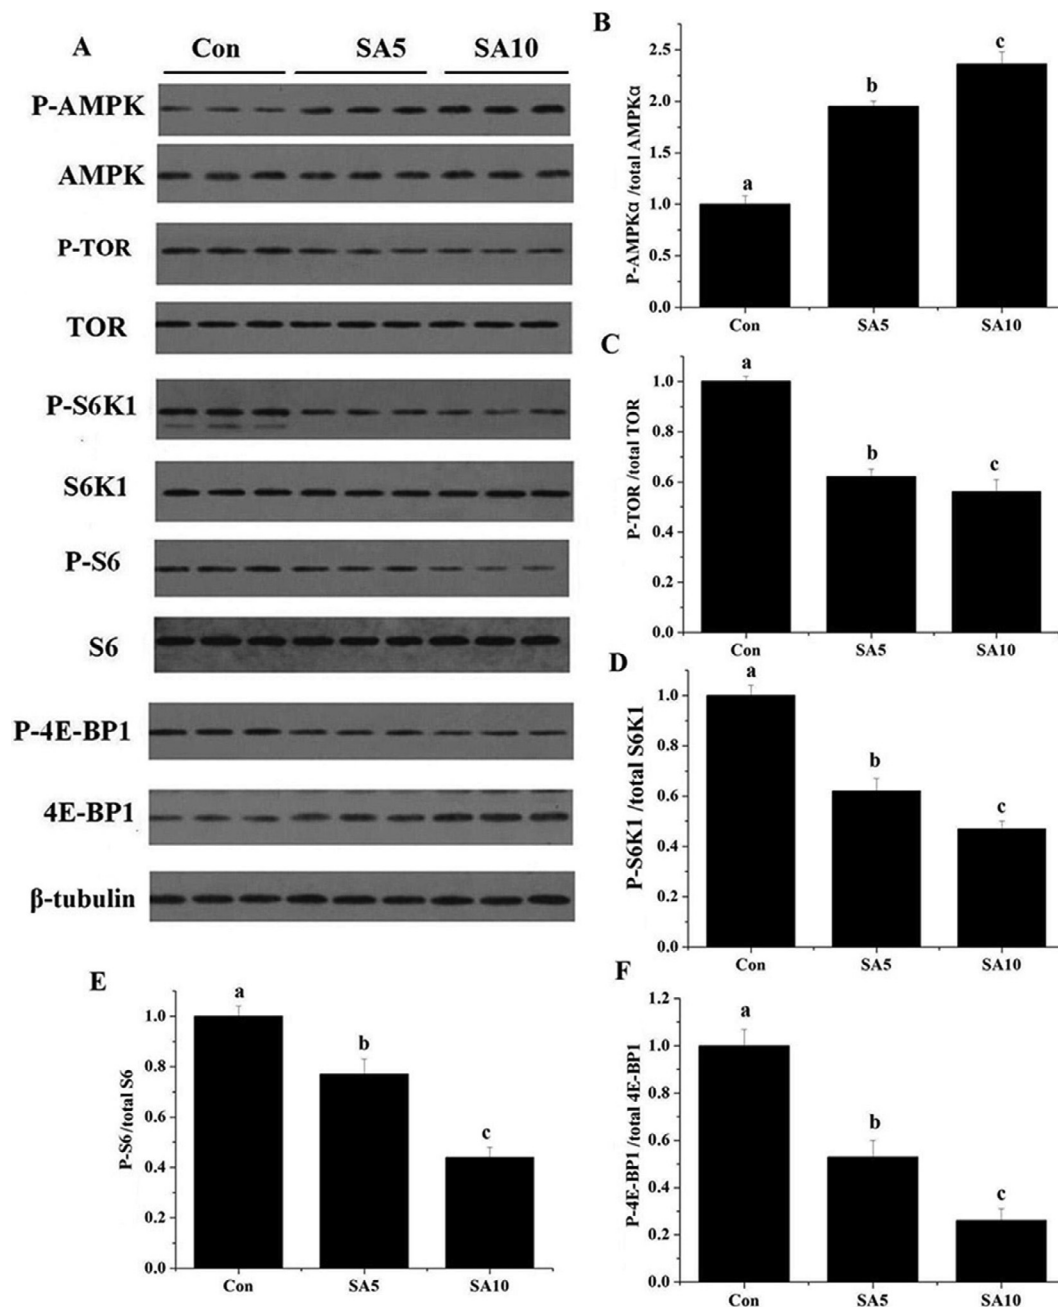 A
Con SA5 SA10
P-AMPK
AMPK
P-TOR
TOR
P-S6K1
S6K1
P-S6
S6
P-4E-BP1
4E-BP1
β-tubulin
B
P-AMPKα /total AMPKα
2.5
2.0
1.5
1.0
0.5
0.0
a
b
c
Con SA5 SA10
C
P-TOR /total TOR
1.0
0.8
0.6
0.4
0.2
0.0
a
b
c
Con SA5 SA10
D
P-S6K1 /total S6K1
1.0
0.8
0.6
0.4
0.2
0.0
a
b
c
Con SA5 SA10
E
P-S6 /total S6
1.0
0.8
0.6
0.4
0.2
0.0
a
b
c
Con SA5 SA10
F
P-4E-BP1 /total 4E-BP1
1.2
1.0
0.8
0.6
0.4
0.2
0.0
a
b
c
Con SA5 SA10